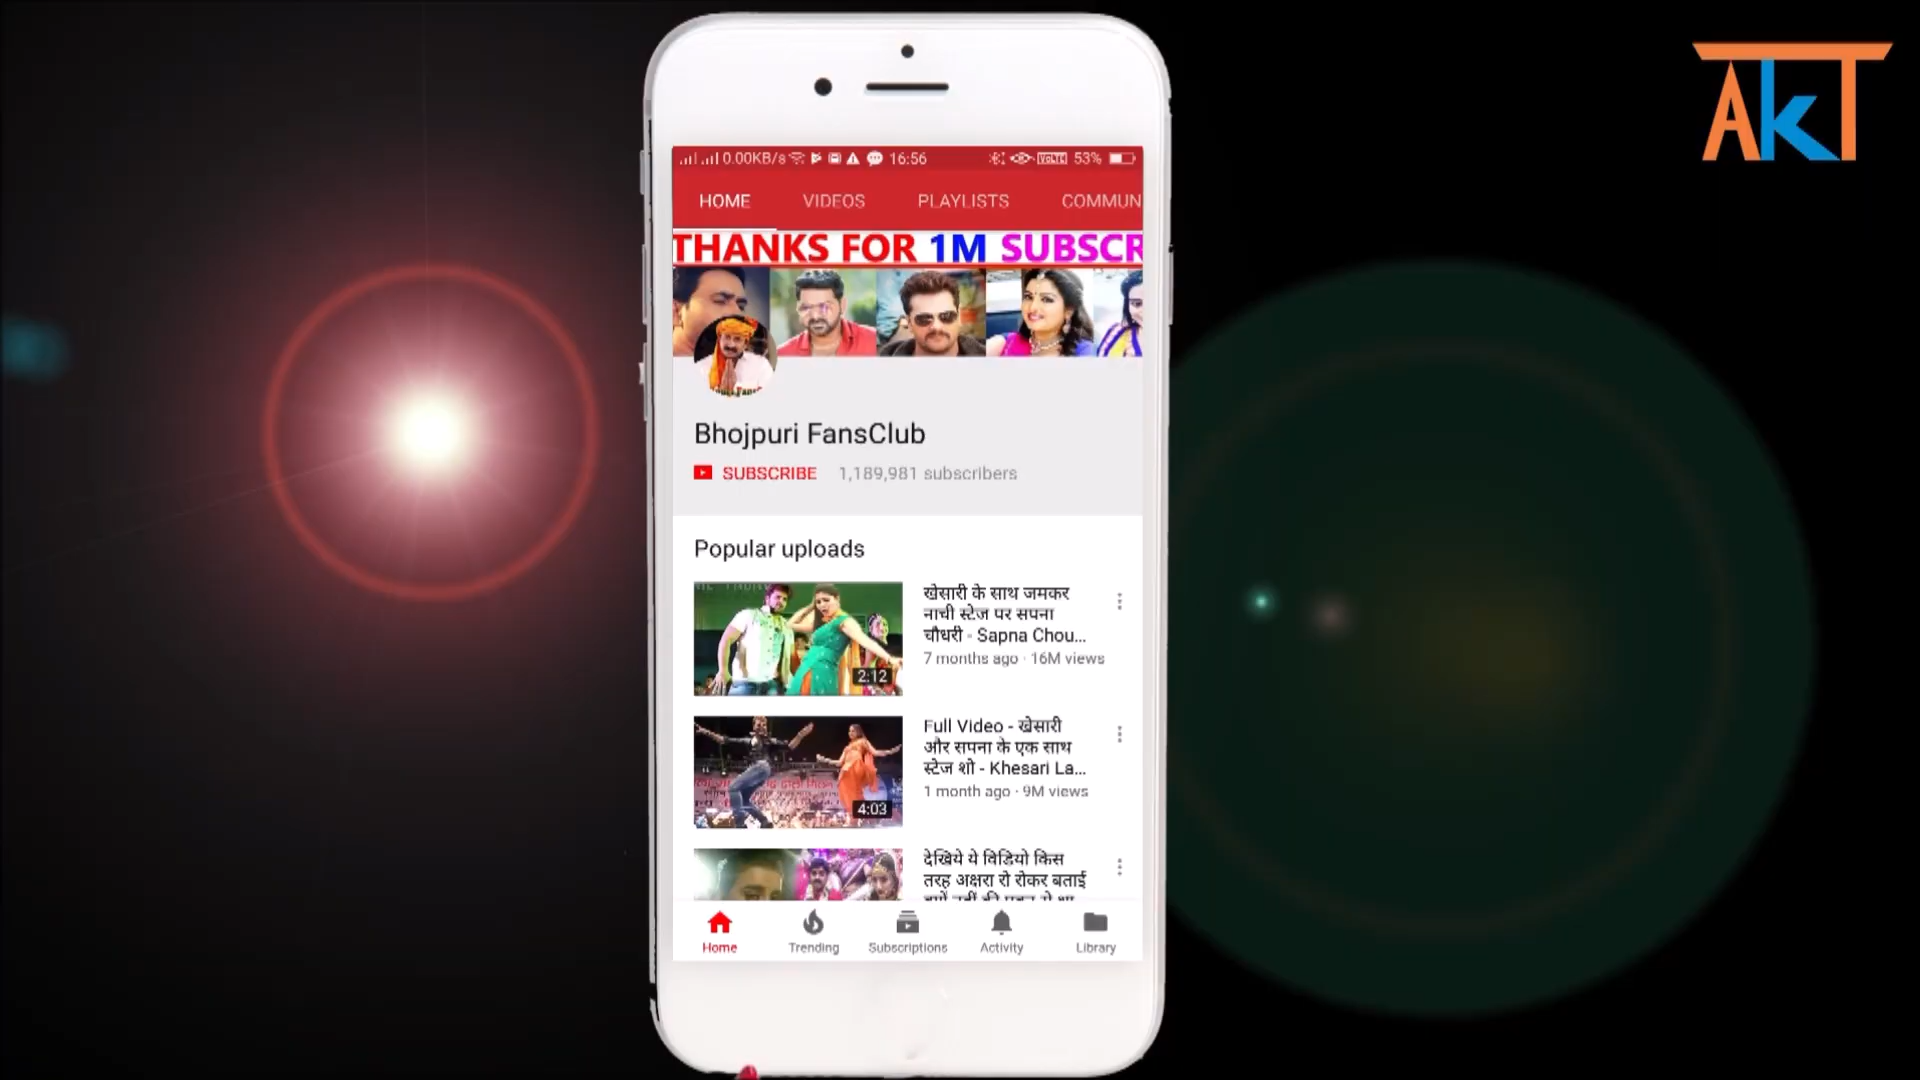 AKT
0.00KB/s 16:56 VoLTE 53%
HOME VIDEOS PLAYLISTS COMMUN
THANKS FOR 1M SUBSCR
Bhojpuri FansClub
SUBSCRIBE 1,189,981 subscribers
Popular uploads
खेसारी के साथ जमकर
नाची स्टेज पर सपना
चौधरी - Sapna Chou...
7 months ago · 16M views
2:12
Full Video - खेसारी
और सपना के एक साथ
स्टेज शो - Khesari La...
1 month ago · 9M views
4:03
देखिये ये विडियो किस
तरह अक्षरा रो रोकर बताई
Home Trending Subscriptions Activity Library